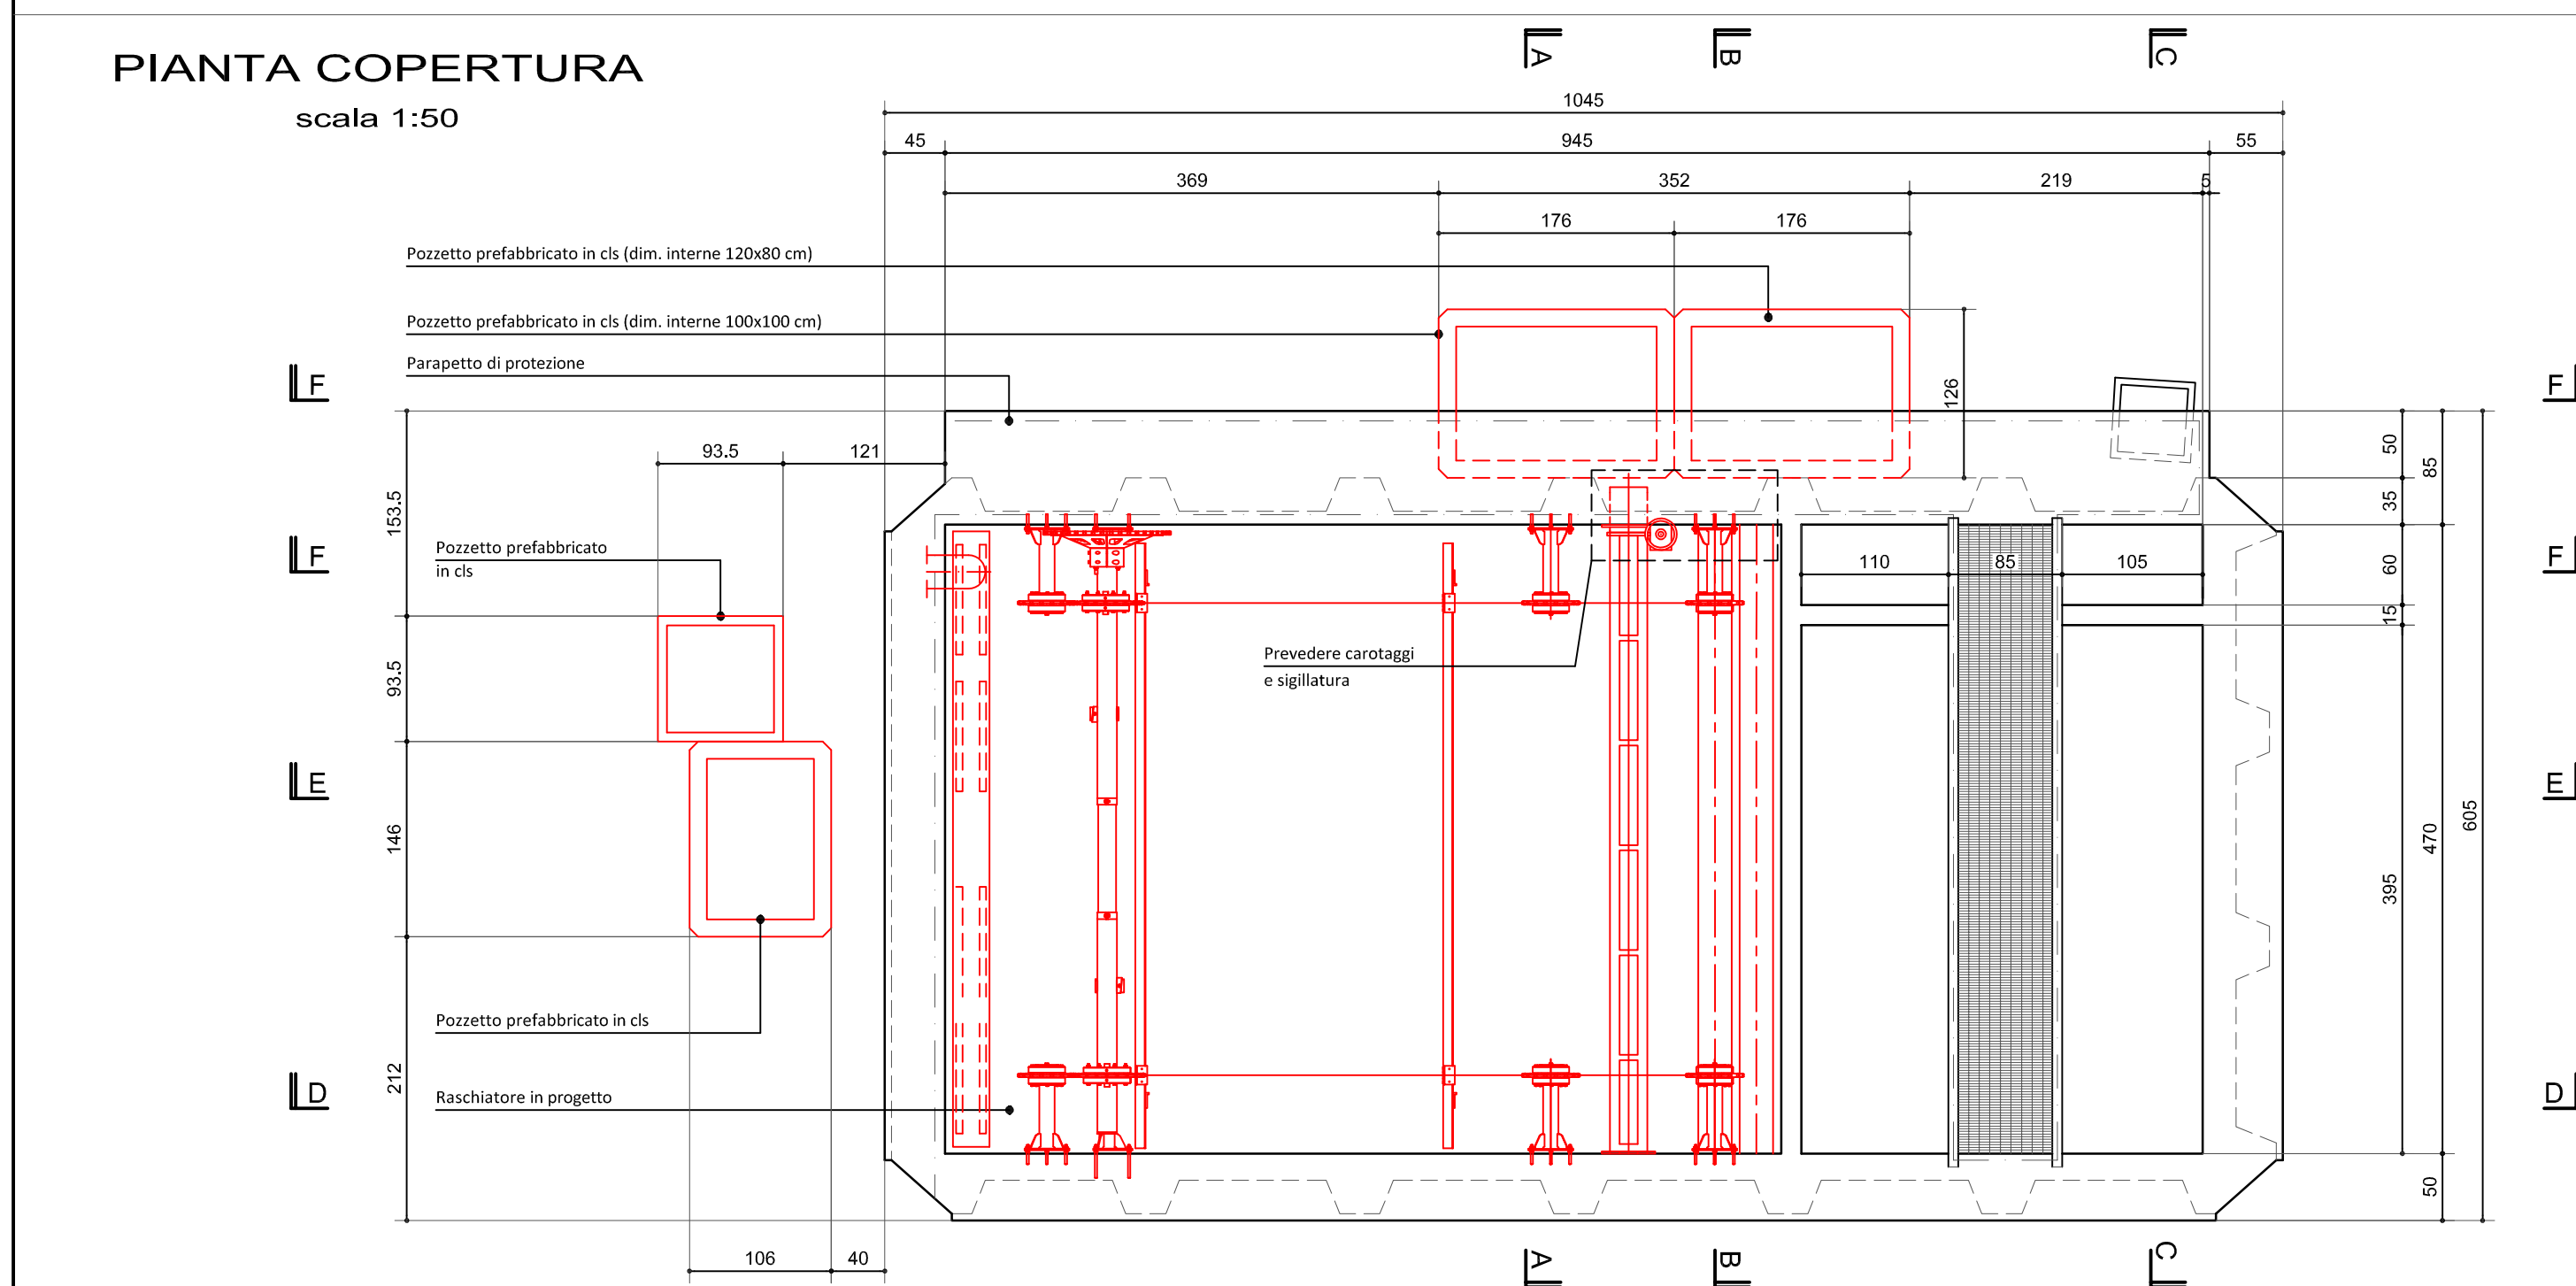 A B C
PIANTA COPERTURA
scala 1:50
1045
45 945 55
369 352 219 5
176 176
Pozzetto prefabbricato in cls (dim. interne 120x80 cm)
Pozzetto prefabbricato in cls (dim. interne 100x100 cm)
Parapetto di protezione
F F
126
93.5 121
50
85
35
153.5
F F
Pozzetto prefabbricato
in cls
110 85 105
60
15
Prevedere carotaggi
e sigillatura
93.5
E E
146
605
470
395
Pozzetto prefabbricato in cls
212
D D
Raschiatore in progetto
50
106 40
A B C